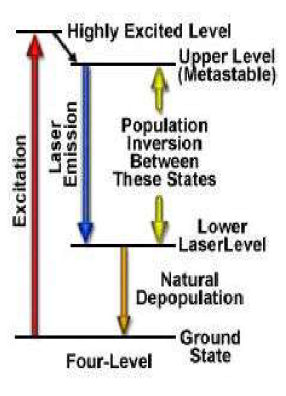 Highly Excited Level
Upper Level
(Metastable)
Excitation
Laser
Emission
Population
Inversion
Between
These States
Lower
LaserLevel
Natural
Depopulation
Ground
State
Four-Level